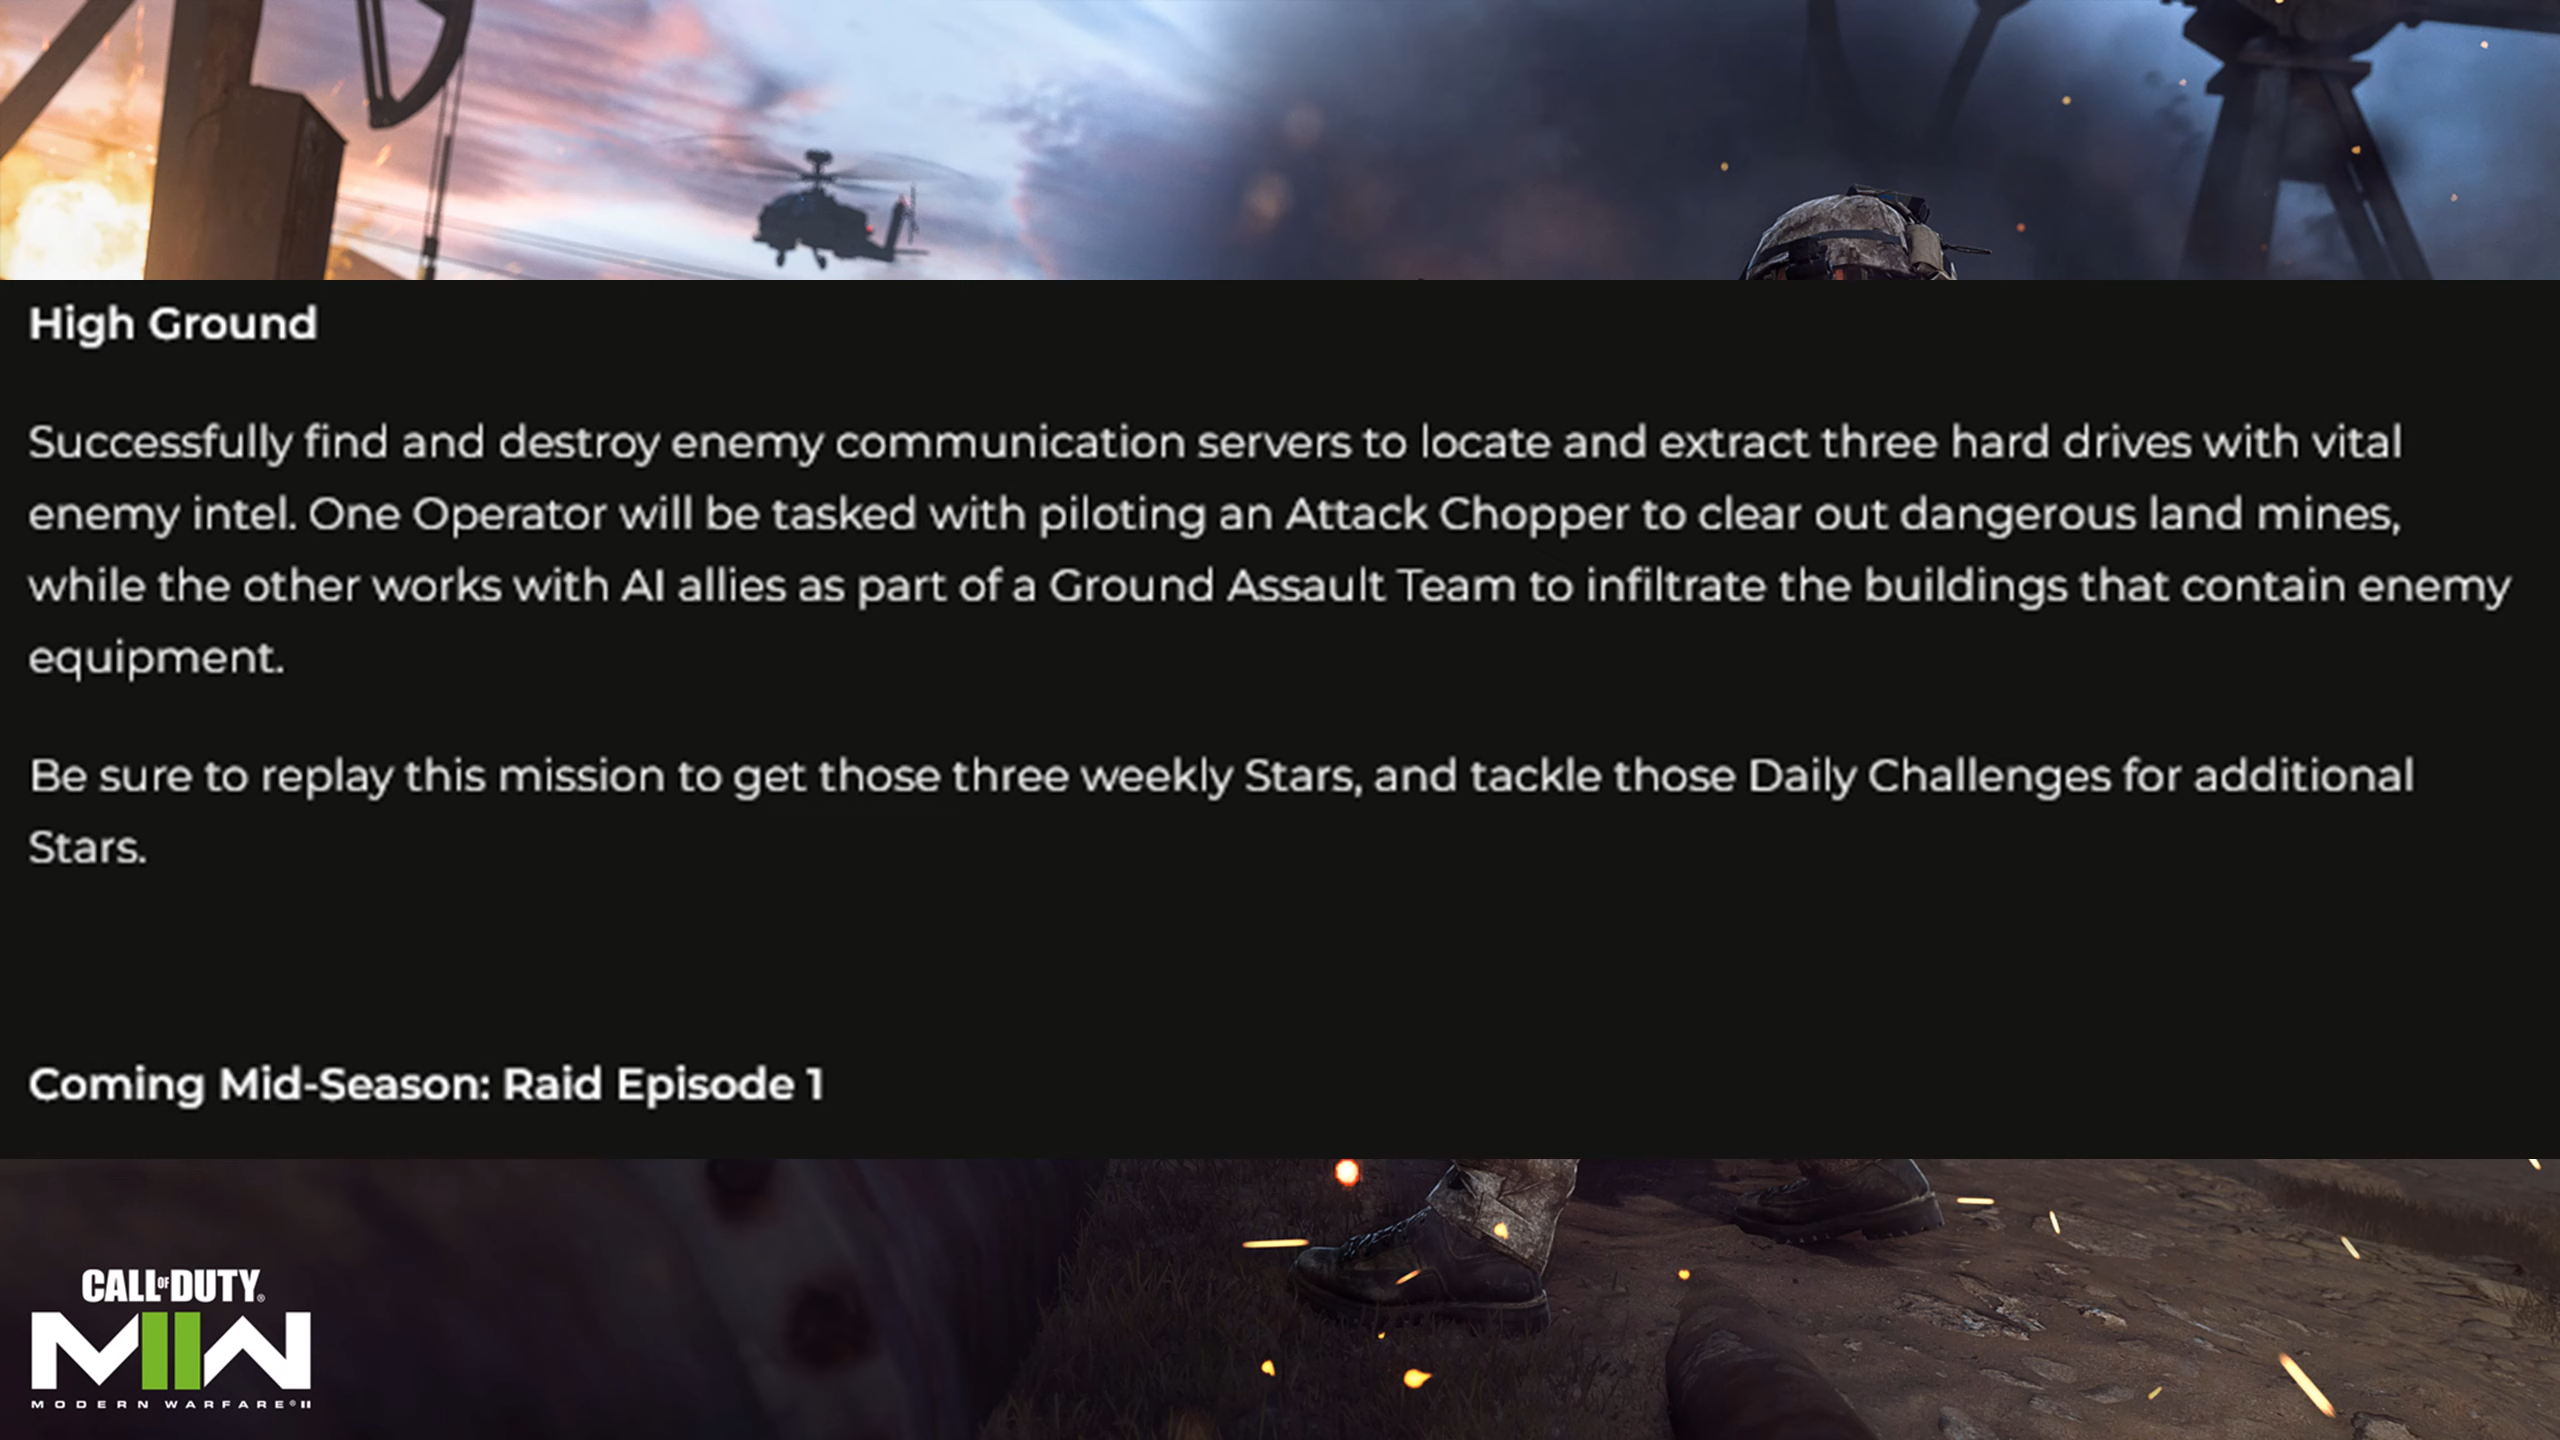 High Ground
Successfully find and destroy enemy communication servers to locate and extract three hard drives with vital
enemy intel. One Operator will be tasked with piloting an Attack Chopper to clear out dangerous land mines,
while the other works with AI allies as part of a Ground Assault Team to infiltrate the buildings that contain enemy
equipment.
Be sure to replay this mission to get those three weekly Stars, and tackle those Daily Challenges for additional
Stars.
Coming Mid-Season: Raid Episode 1
CALL OF DUTY®
MIIW
MODERN WARFARE® II